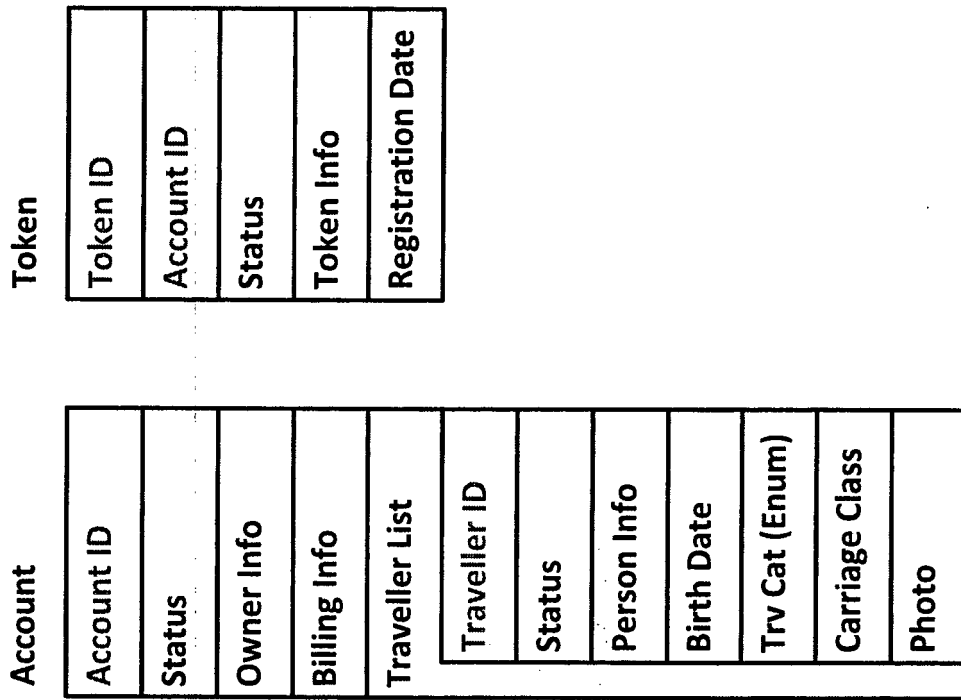 Account
Account ID
Status
Owner Info
Billing Info
Traveller List
Traveller ID
Status
Person Info
Birth Date
Trv Cat (Enum)
Carriage Class
Photo
Token
Token ID
Account ID
Status
Token Info
Registration Date